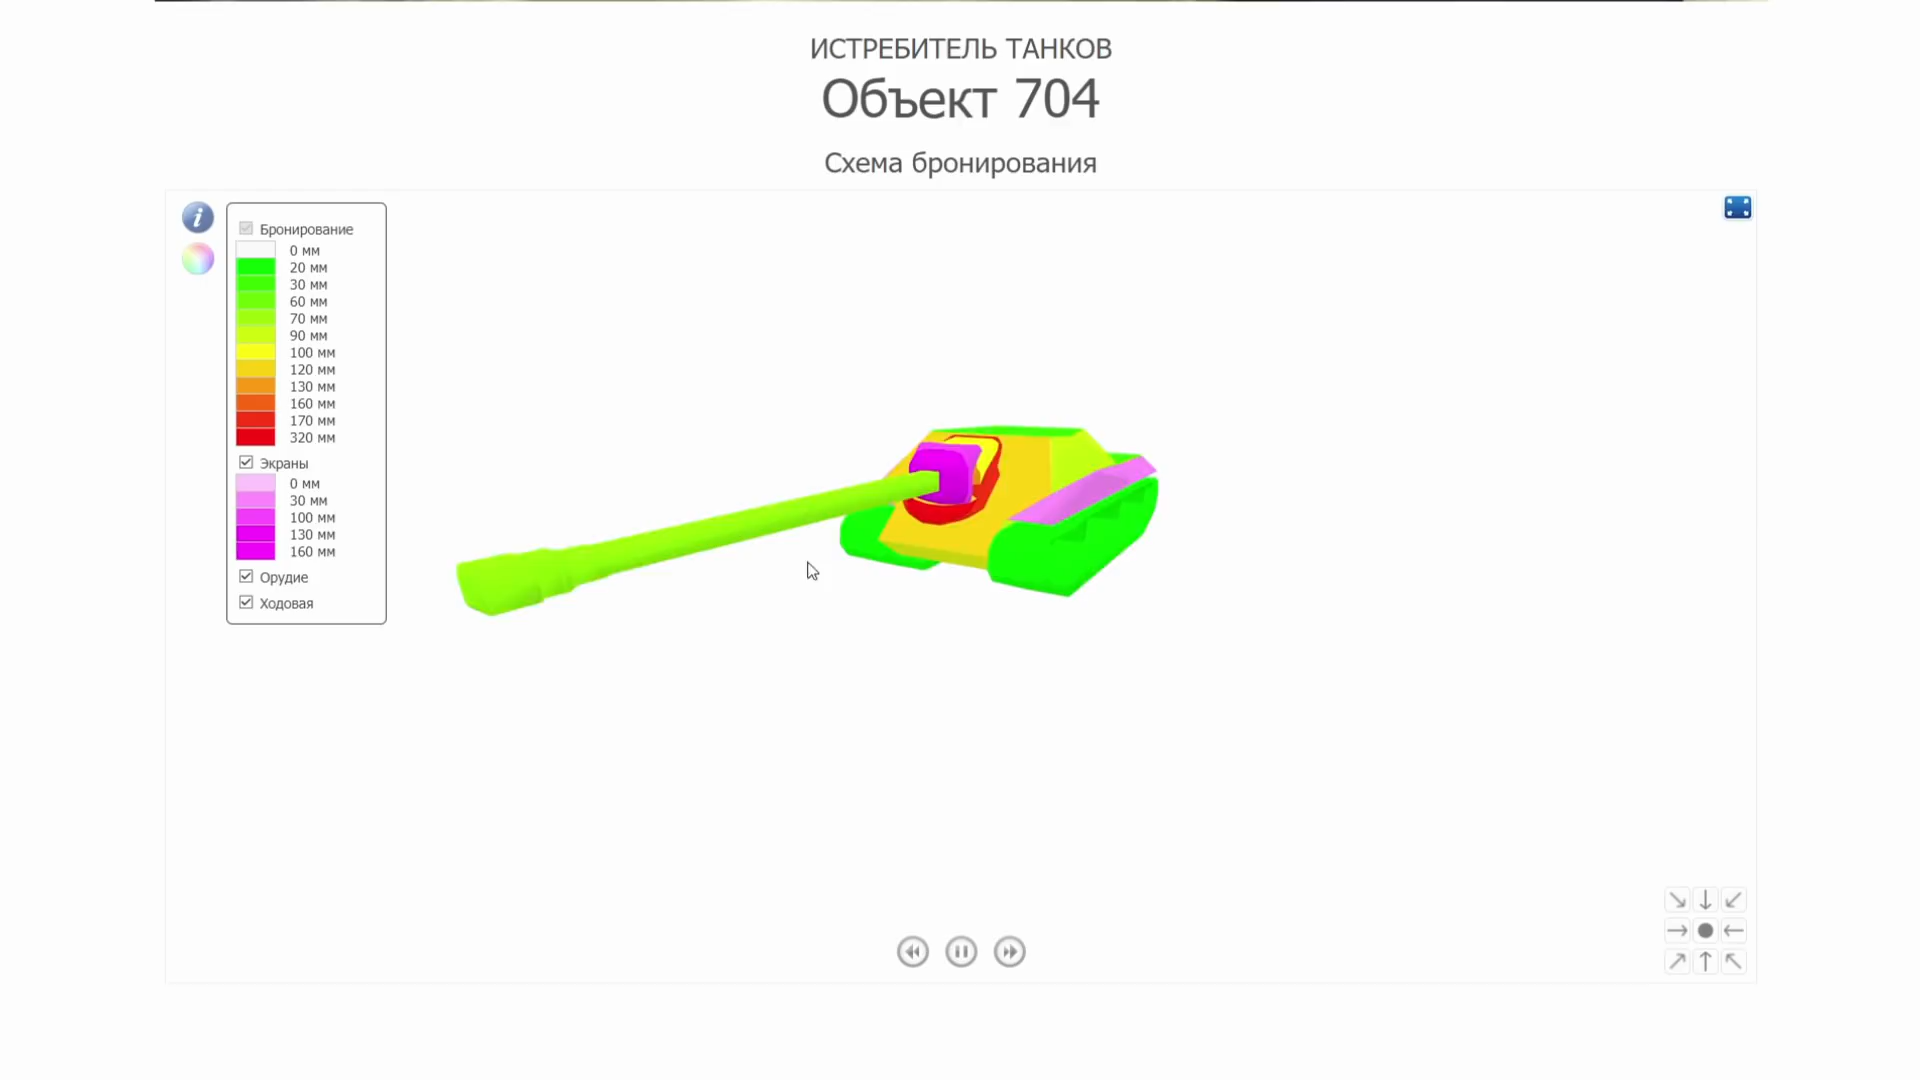 ИСТРЕБИТЕЛЬ ТАНКОВ
Объект 704
Схема бронирования
i
Бронирование
0 мм
20 мм
30 мм
60 мм
70 мм
90 мм
100 мм
120 мм
130 мм
160 мм
170 мм
320 мм
Экраны
0 мм
30 мм
100 мм
130 мм
160 мм
Орудие
Ходовая